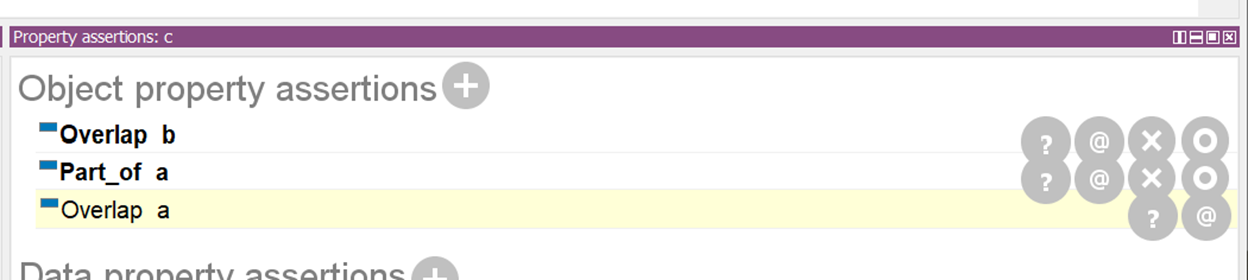 Property assertions: c
Object property assertions
Overlap b
? @
Part_of a
? @
Overlap a
? @
Data property assertions